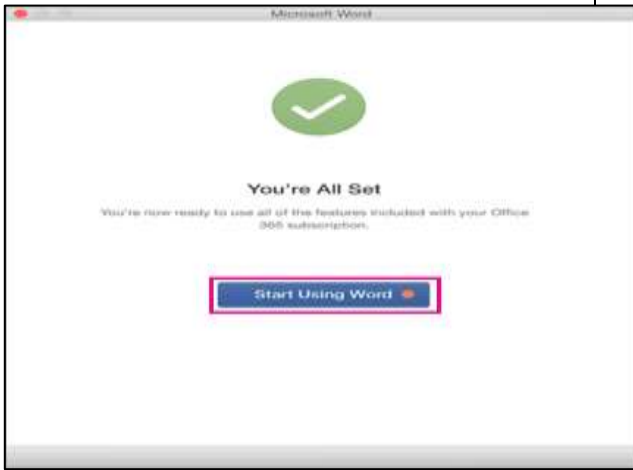 Microsoft Word
You're All Set
You're now ready to use all of the features included with your Office
365 subscription.
Start Using Word